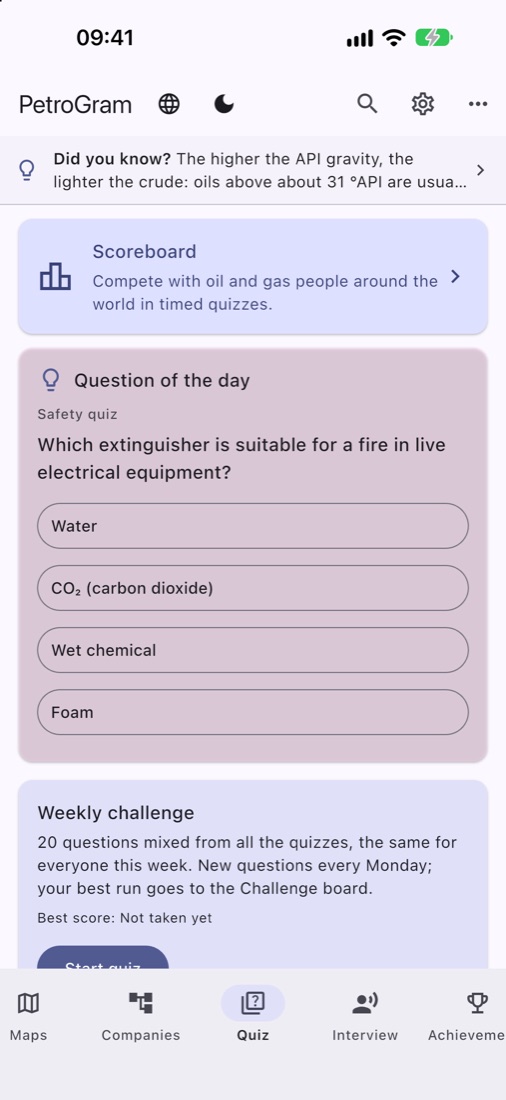 09:41
PetroGram
Did you know? The higher the API gravity, the
lighter the crude: oils above about 31 °API are usua...
Scoreboard
Compete with oil and gas people around the
world in timed quizzes.
Question of the day
Safety quiz
Which extinguisher is suitable for a fire in live
electrical equipment?
Water
CO₂ (carbon dioxide)
Wet chemical
Foam
Weekly challenge
20 questions mixed from all the quizzes, the same for
everyone this week. New questions every Monday;
your best run goes to the Challenge board.
Best score: Not taken yet
Start quiz
Maps
Companies
Quiz
Interview
Achieveme